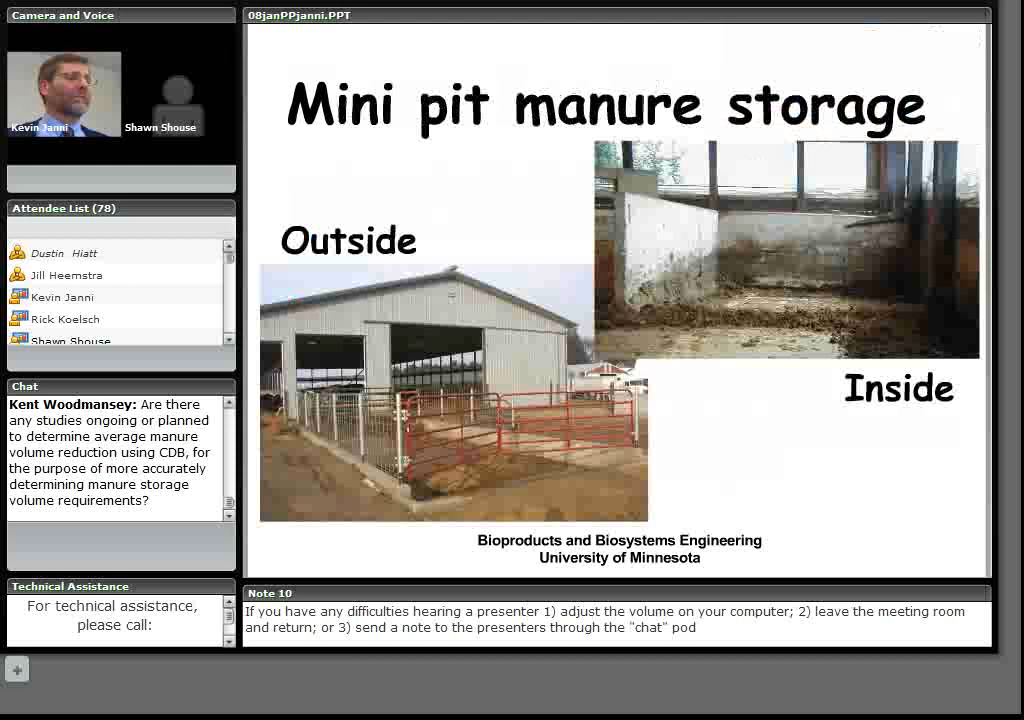 Camera and Voice
Kevin Janni
Shawn Shouse
Attendee List (78)
Dustin Hiatt
Jill Heemstra
Kevin Janni
Rick Koelsch
Shawn Shouse
Chat
Kent Woodmansey: Are there
any studies ongoing or planned
to determine average manure
volume reduction using CDB, for
the purpose of more accurately
determining manure storage
volume requirements?
Technical Assistance
For technical assistance,
please call:
08janPPjanni.PPT
Mini pit manure storage
Outside
Inside
Bioproducts and Biosystems Engineering
University of Minnesota
Note 10
If you have any difficulties hearing a presenter 1) adjust the volume on your computer; 2) leave the meeting room
and return; or 3) send a note to the presenters through the "chat" pod